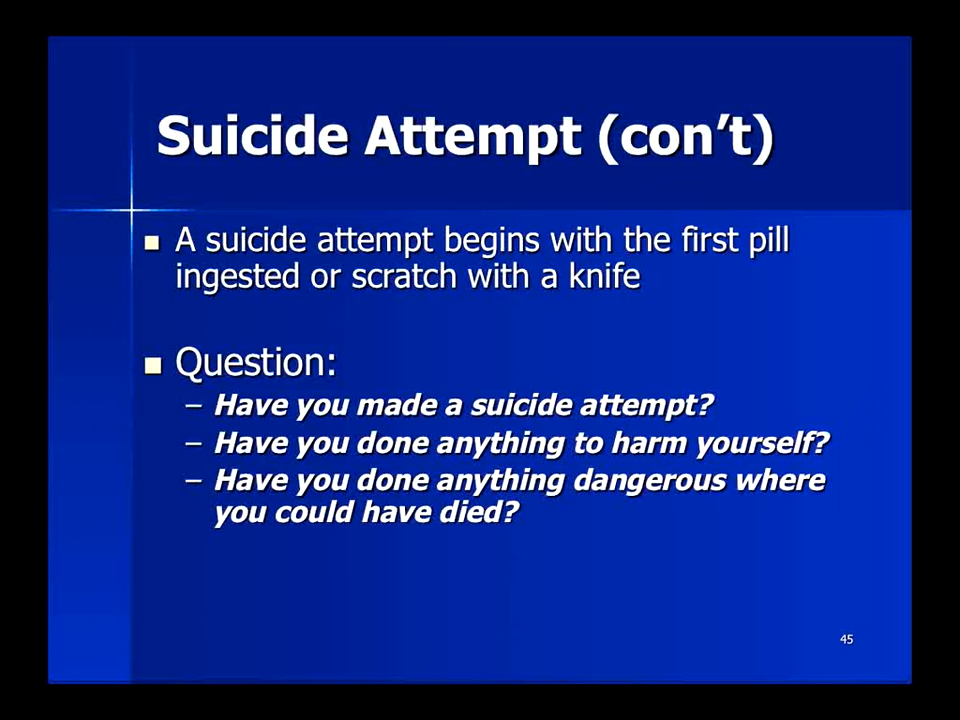 Suicide Attempt (con’t)
■ A suicide attempt begins with the first pill
ingested or scratch with a knife
■ Question:
– Have you made a suicide attempt?
– Have you done anything to harm yourself?
– Have you done anything dangerous where
you could have died?
45